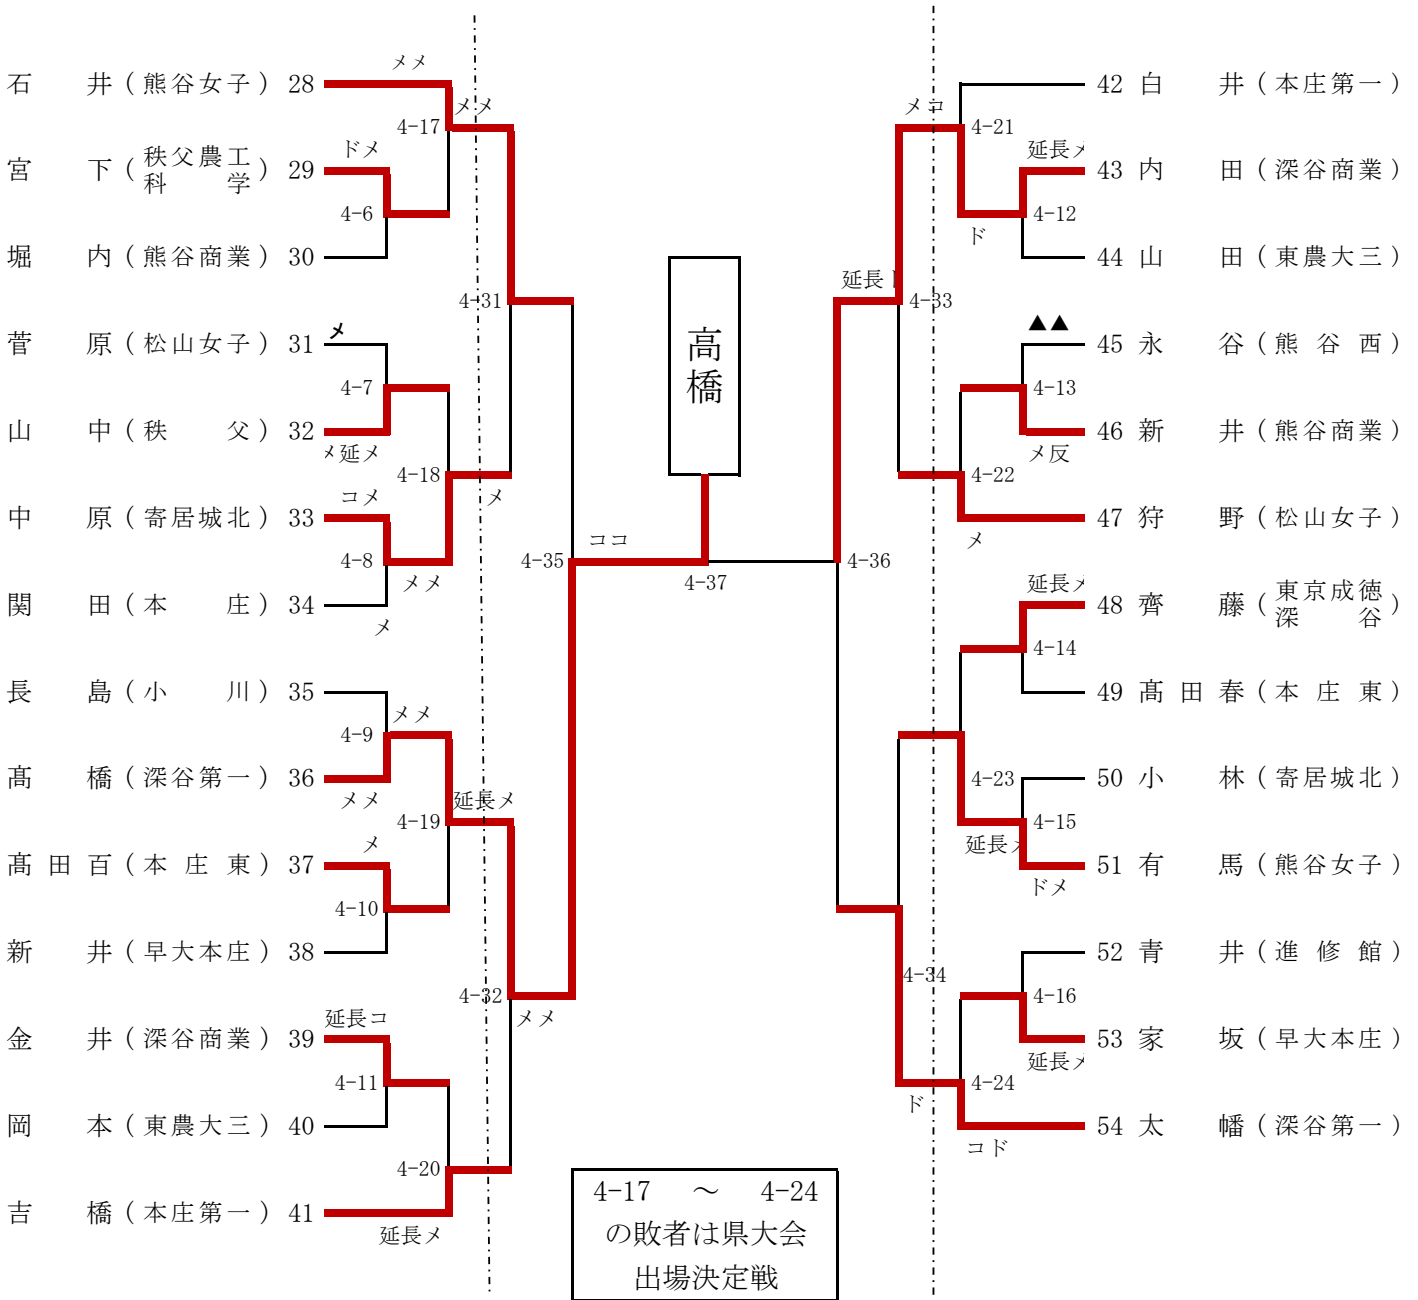 メメ
石 井 (熊谷女子) 28
メメ
4-17
ドメ
宮 下 (秩父農工科学) 29
4-6
堀 内 (熊谷商業) 30
4-31
菅 原 (松山女子) 31
メ
4-7
山 中 (秩 父) 32
メ延メ
4-18
メ
コメ
中 原 (寄居城北) 33
4-8
メメ
関 田 (本 庄) 34
メ
長 島 (小 川) 35
メメ
4-9
髙 橋 (深谷第一) 36
メメ
延長メ
4-19
メ
髙 田 百 (本 庄 東) 37
4-10
新 井 (早大本庄) 38
4-32
メメ
延長コ
金 井 (深谷商業) 39
4-11
岡 本 (東農大三) 40
4-20
吉 橋 (本庄第一) 41
延長メ
高橋
ココ
4-35
4-37
4-36
42 白 井 (本庄第一)
メコ
4-21
延長メ
43 内 田 (深谷商業)
4-12
ド
44 山 田 (東農大三)
延長
4-33
▲▲
45 永 谷 (熊 谷 西)
4-13
46 新 井 (熊谷商業)
メ反
4-22
47 狩 野 (松山女子)
メ
延長メ
48 齊 藤 (東京成徳深谷)
4-14
49 髙 田 春 (本 庄 東)
4-23
50 小 林 (寄居城北)
4-15
延長メ
51 有 馬 (熊谷女子)
ドメ
52 青 井 (進 修 館)
4-34
4-16
53 家 坂 (早大本庄)
延長メ
4-24
ド
54 太 幡 (深谷第一)
コド
4-17 ～ 4-24
の敗者は県大会
出場決定戦